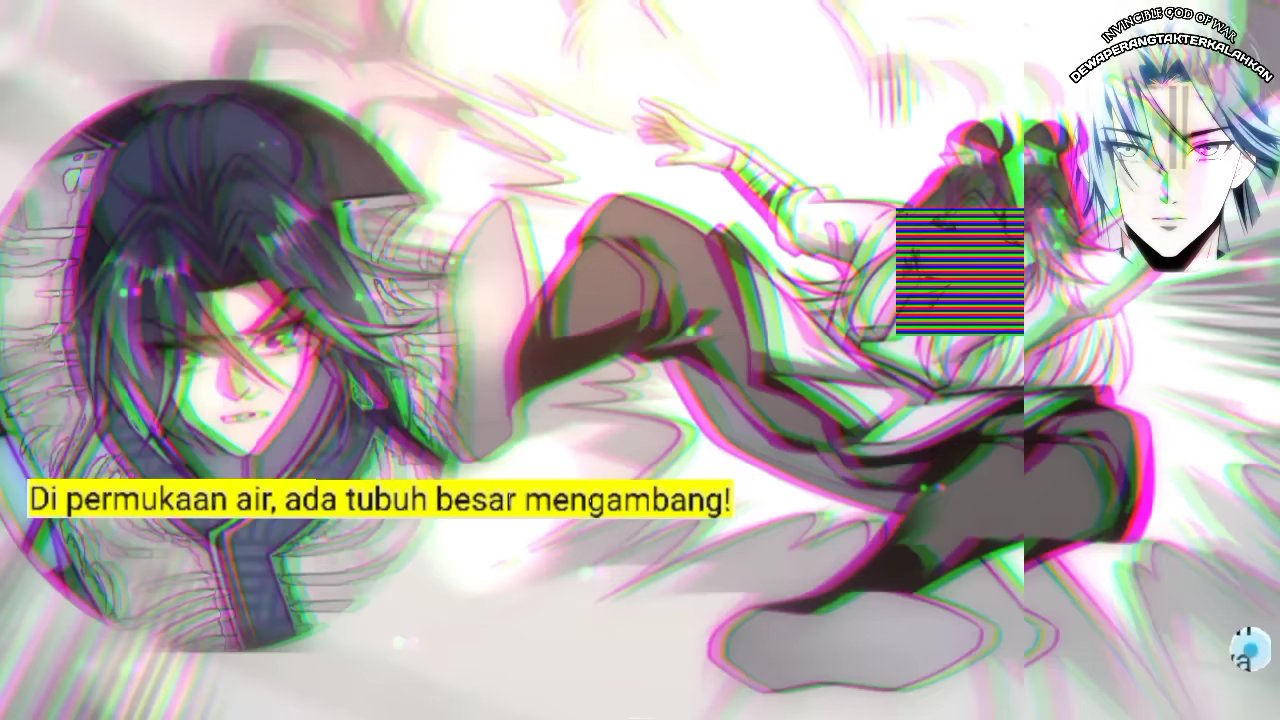 INVINCIBLE GOD OF WAR
DEWAPERANGTAKTERKALAHKAN
Di permukaan air, ada tubuh besar mengambang!